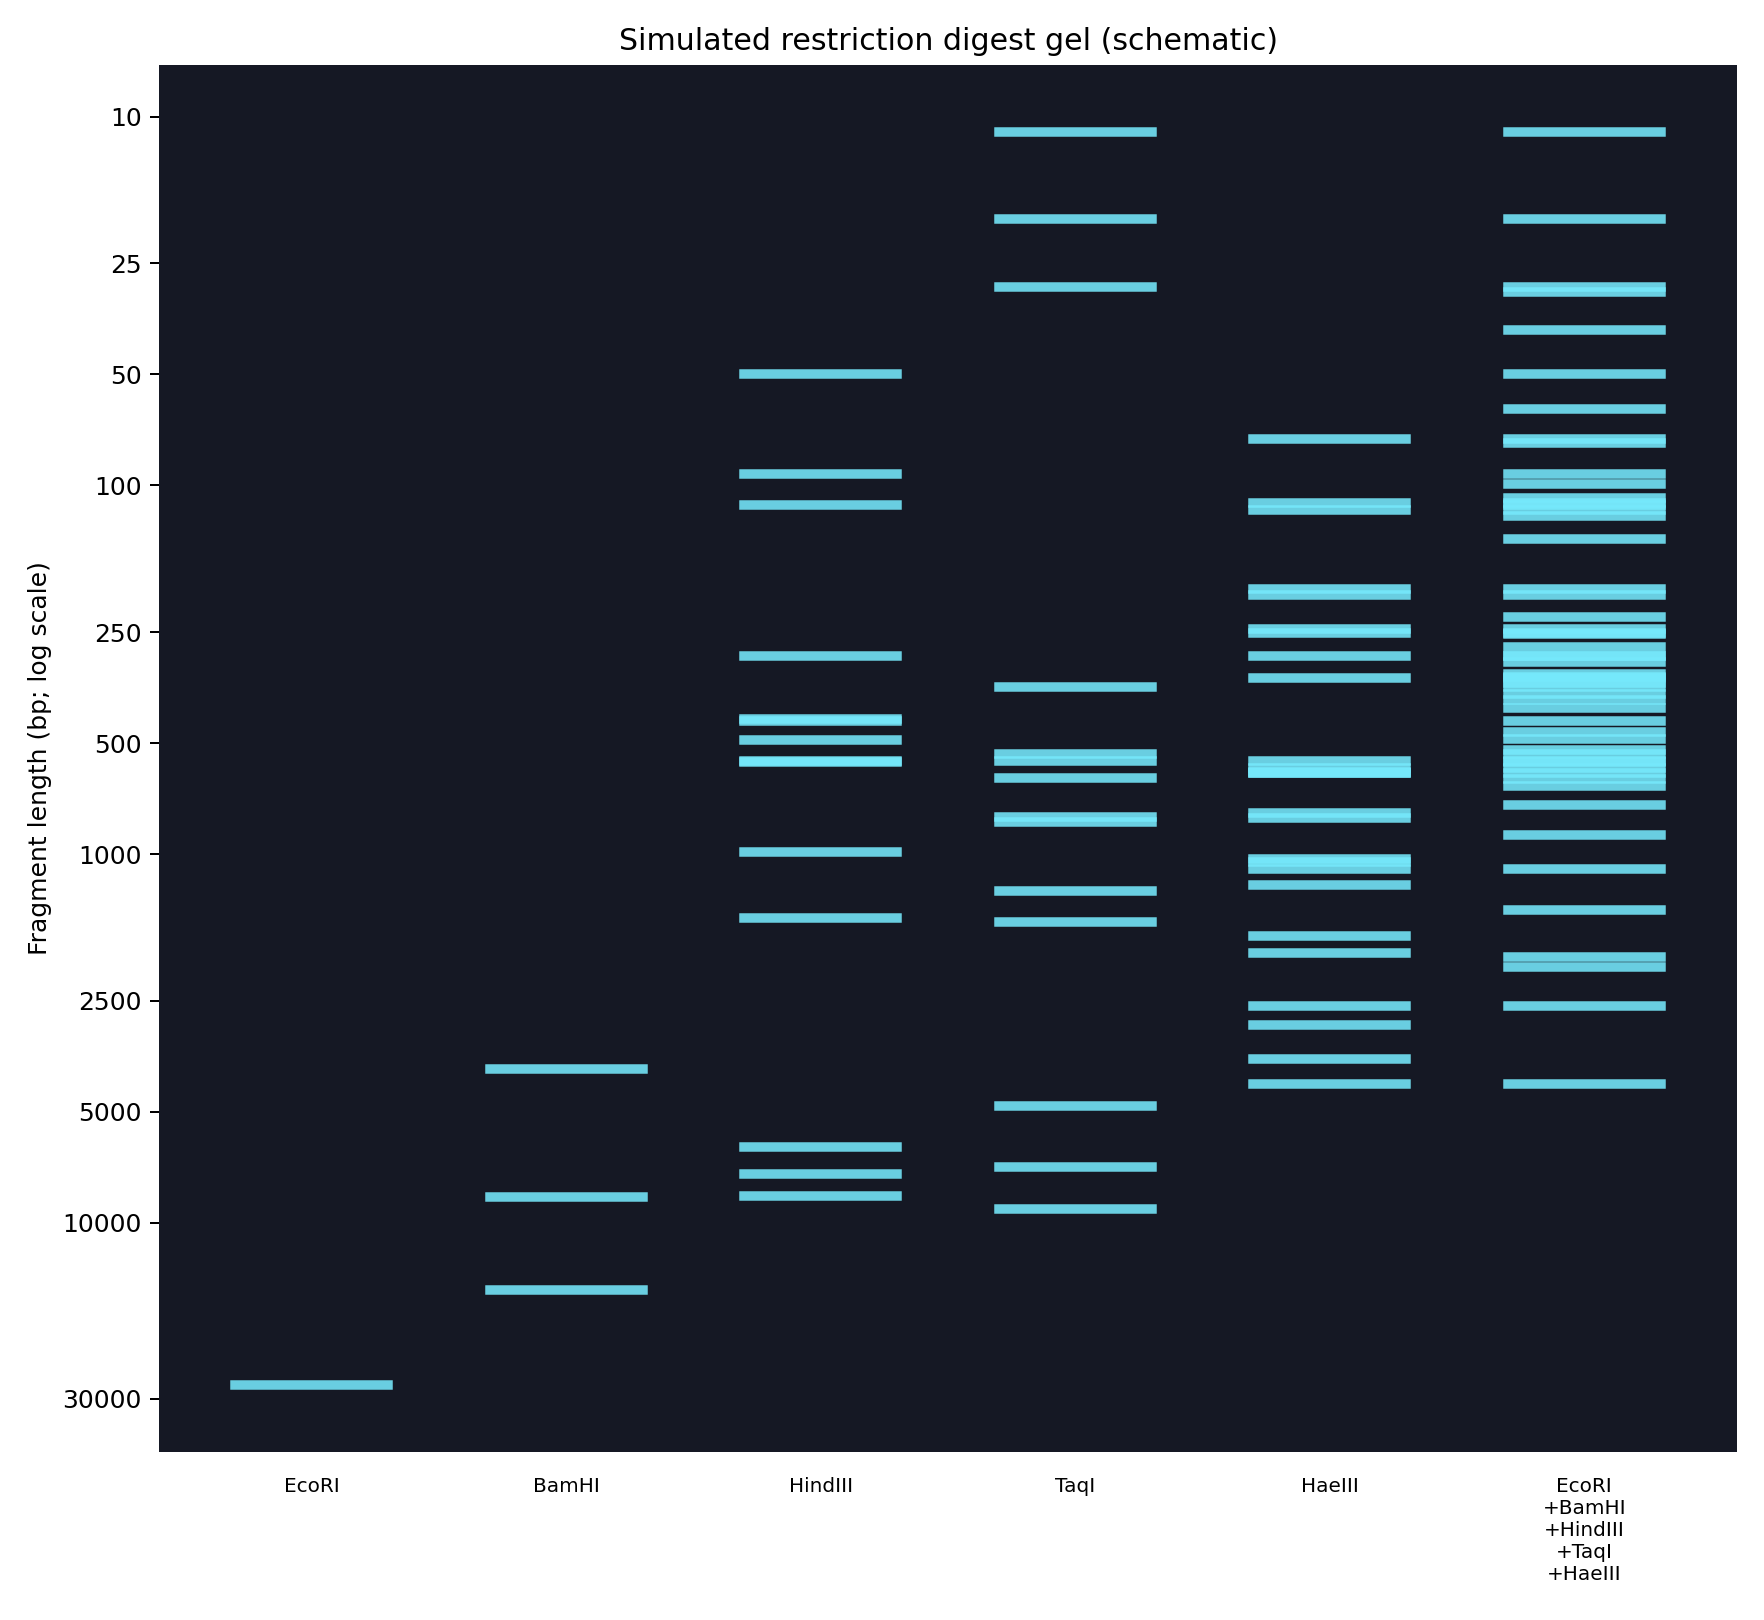 Simulated restriction digest gel (schematic)
Fragment length (bp; log scale)
10
25
50
100
250
500
1000
2500
5000
10000
30000
EcoRI
BamHI
HindIII
TaqI
HaeIII
EcoRI
+BamHI
+HindIII
+TaqI
+HaeIII